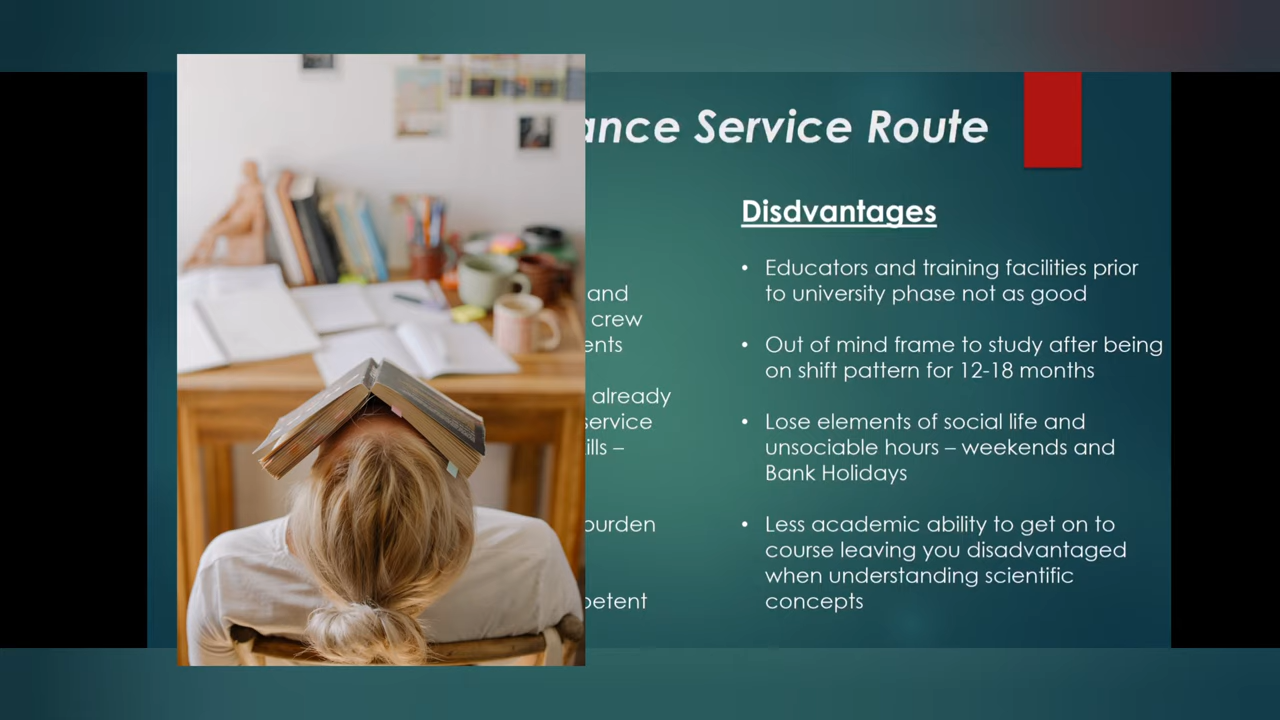 ance Service Route
and
crew
ents
already
service
ills –
burden
petent
Disdvantages
• Educators and training facilities prior
to university phase not as good
• Out of mind frame to study after being
on shift pattern for 12-18 months
• Lose elements of social life and
unsociable hours – weekends and
Bank Holidays
• Less academic ability to get on to
course leaving you disadvantaged
when understanding scientific
concepts